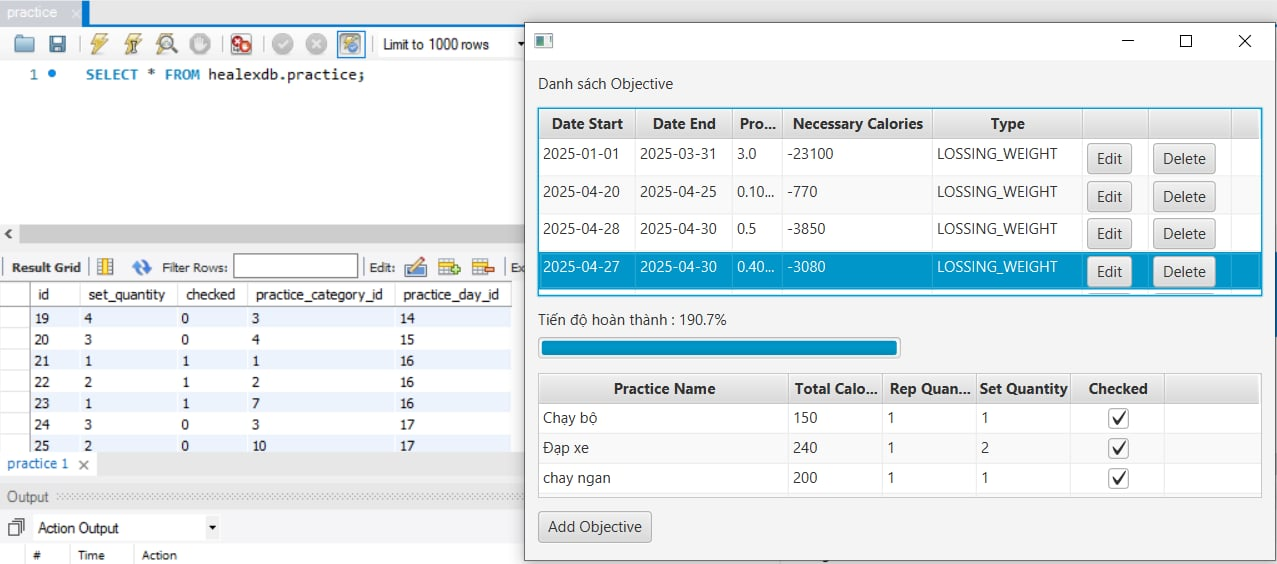 practice
Limit to 1000 rows
1 SELECT * FROM healexdb.practice;
Result Grid Filter Rows: Edit: Ex
id set_quantity checked practice_category_id practice_day_id
19 4 0 3 14
20 3 0 4 15
21 1 1 1 16
22 2 1 2 16
23 1 1 7 16
24 3 0 3 17
25 2 0 10 17
practice 1
Output
Action Output
# Time Action
Danh sách Objective
Date Start Date End Pro... Necessary Calories Type
2025-01-01 2025-03-31 3.0 -23100 LOSSING_WEIGHT Edit Delete
2025-04-20 2025-04-25 0.10... -770 LOSSING_WEIGHT Edit Delete
2025-04-28 2025-04-30 0.5 -3850 LOSSING_WEIGHT Edit Delete
2025-04-27 2025-04-30 0.40... -3080 LOSSING_WEIGHT Edit Delete
Tiến độ hoàn thành : 190.7%
Practice Name Total Calo... Rep Quan... Set Quantity Checked
Chạy bộ 150 1 1
Đạp xe 240 1 2
chay ngan 200 1 1
Add Objective